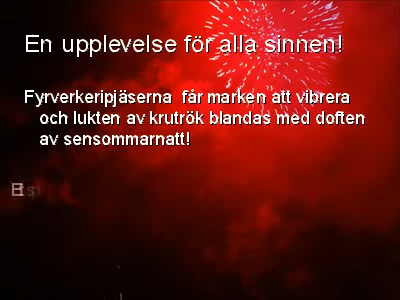 En upplevelse för alla sinnen!
Fyrverkeripjäserna får marken att vibrera
och lukten av krutrök blandas med doften
av sensommarnatt!